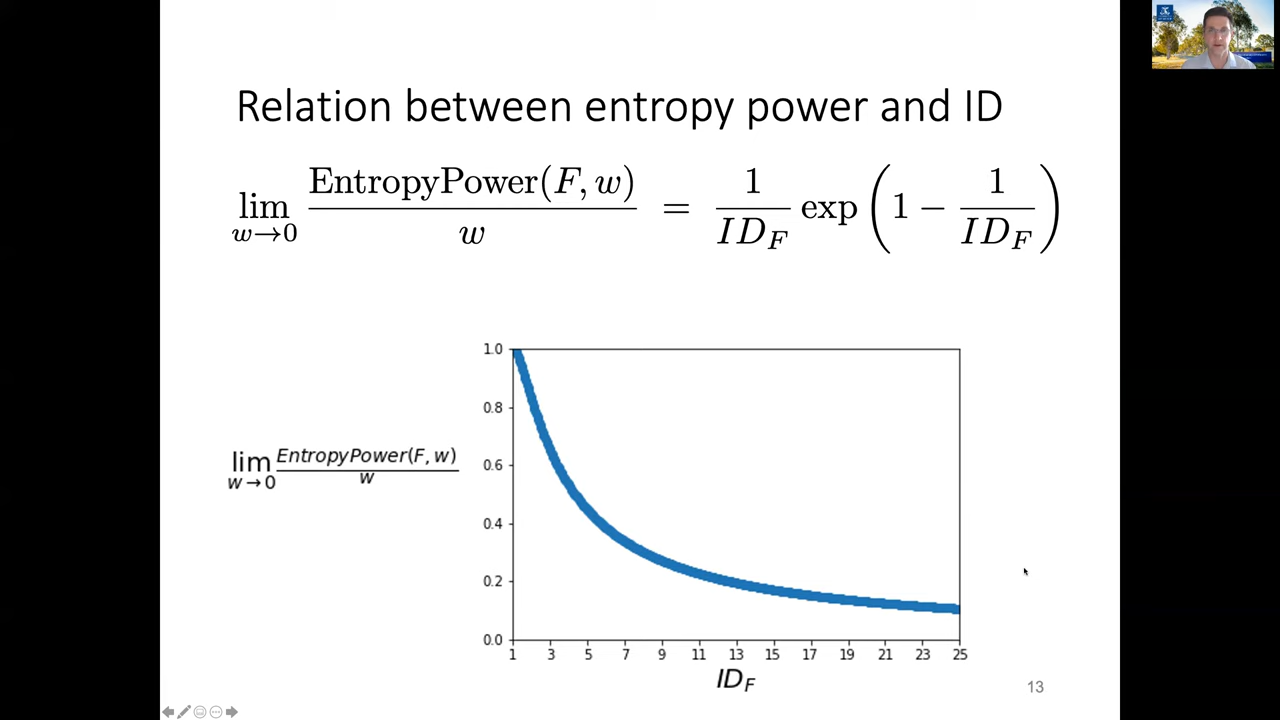 Relation between entropy power and ID
lim w→0 EntropyPower(F, w) / w = 1 / ID_F exp(1 − 1 / ID_F)
1.0
0.8
0.6
0.4
0.2
0.0
lim w→0 EntropyPower(F, w) / w
1 3 5 7 9 11 13 15 17 19 21 23 25
ID_F
13